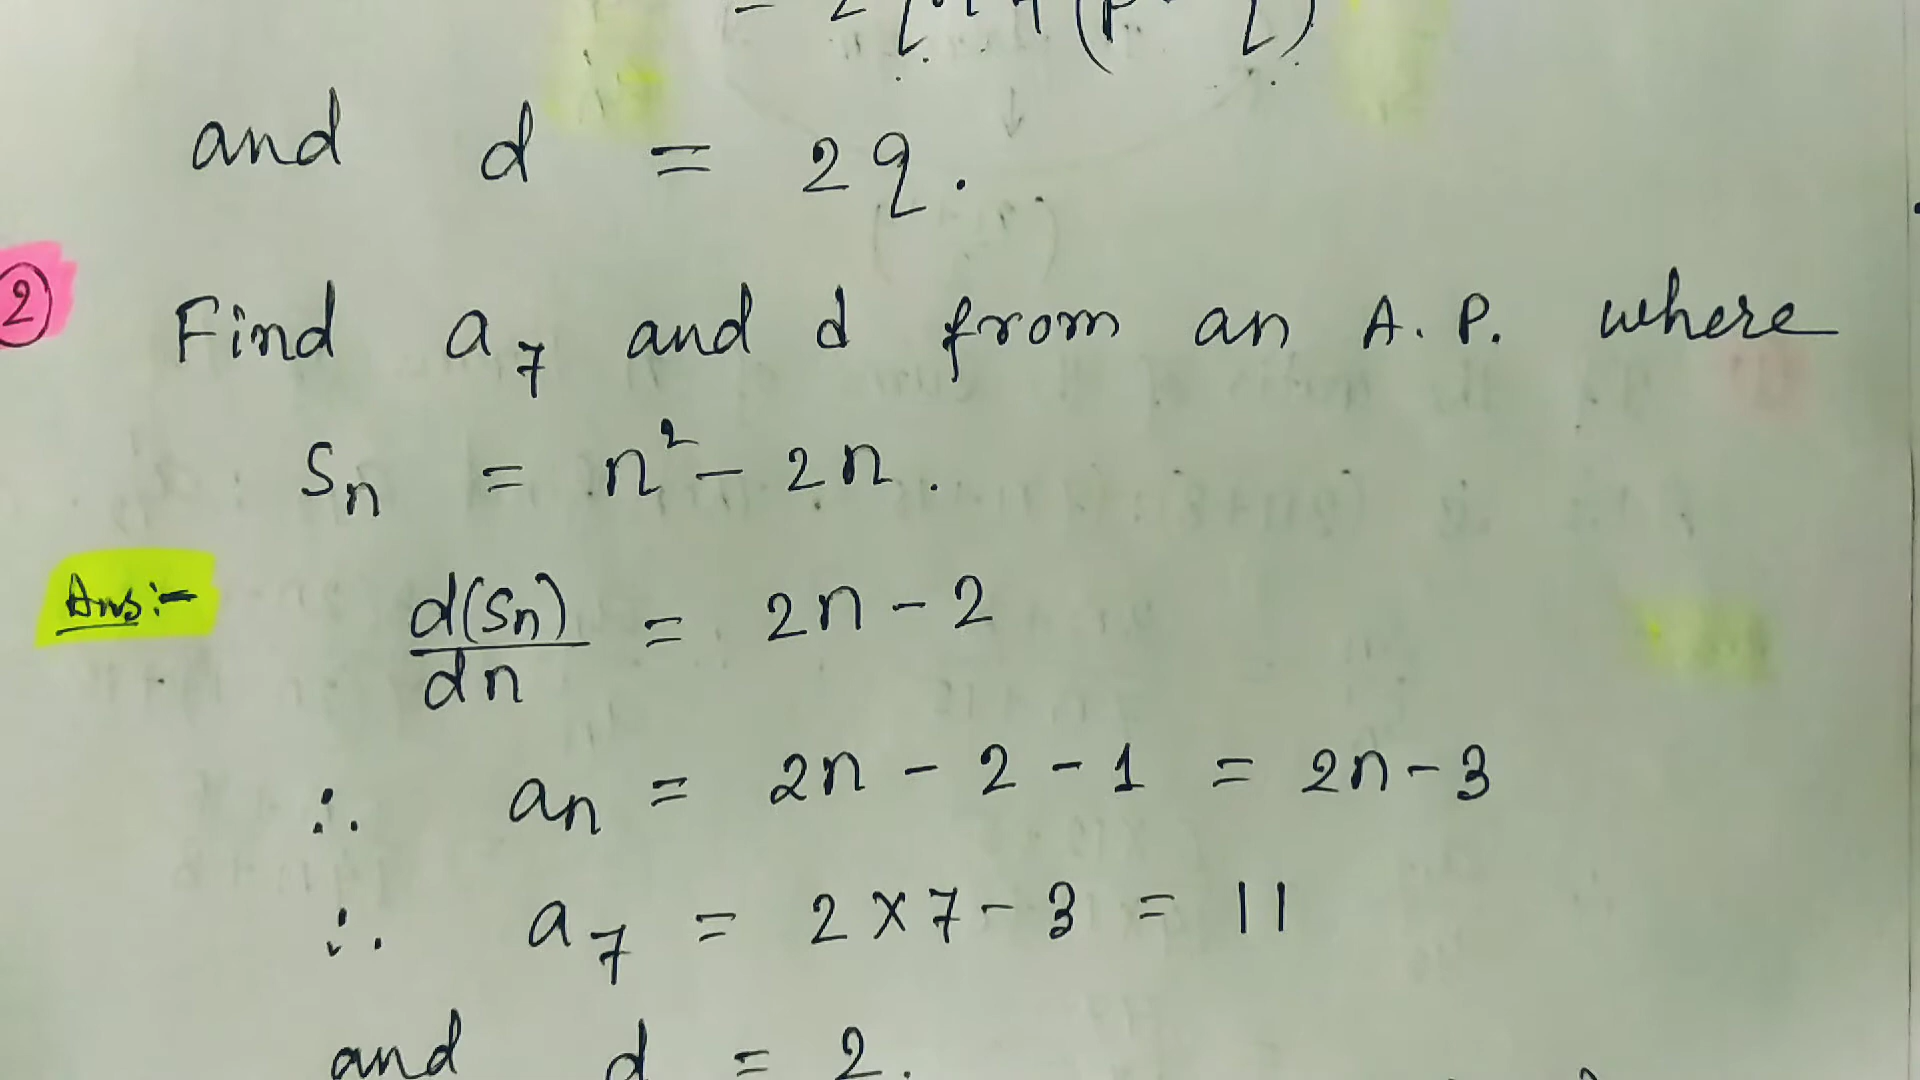 and d = 2q.
2 Find a₇ and d from an A.P. where
Sₙ = n² - 2n.
Ans:- d(Sₙ)/dn = 2n - 2
∴ aₙ = 2n - 2 - 1 = 2n - 3
∴ a₇ = 2 × 7 - 3 = 11
and d = 2.